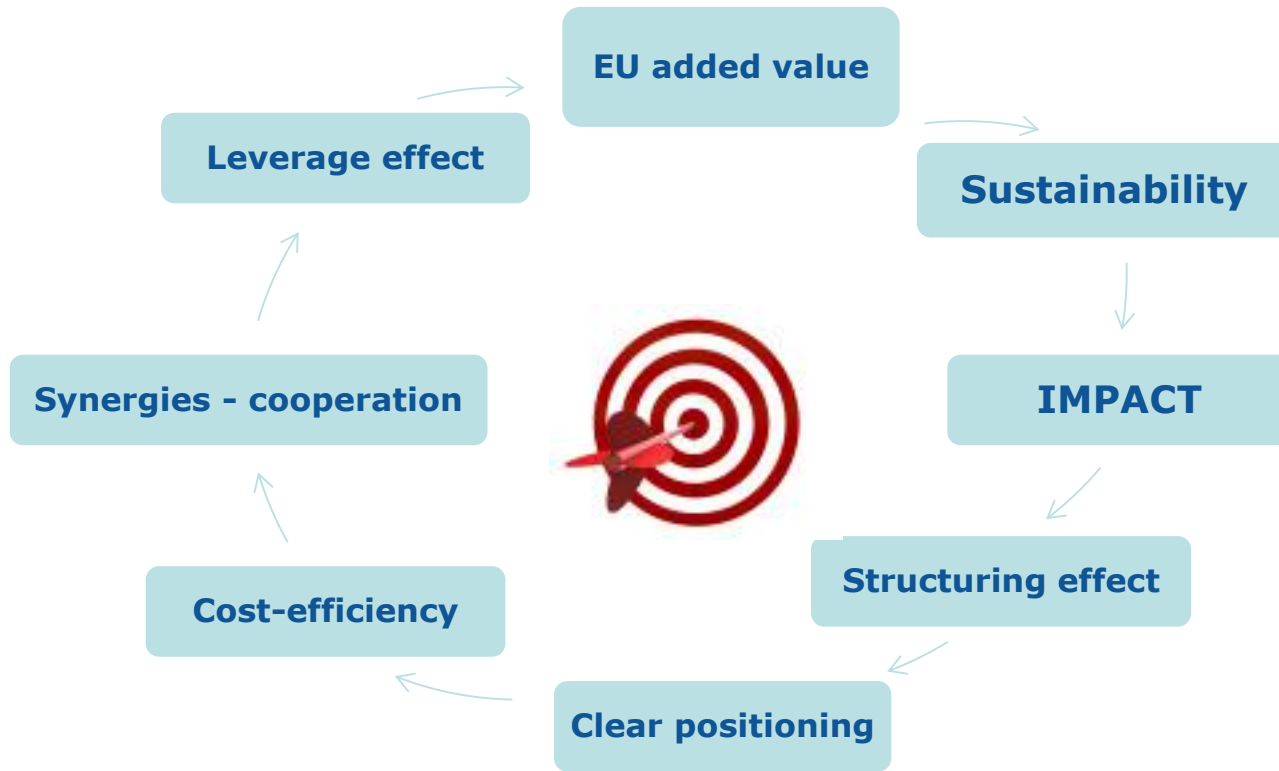 EU added value
Sustainability
IMPACT
Structuring effect
Clear positioning
Cost-efficiency
Synergies - cooperation
Leverage effect